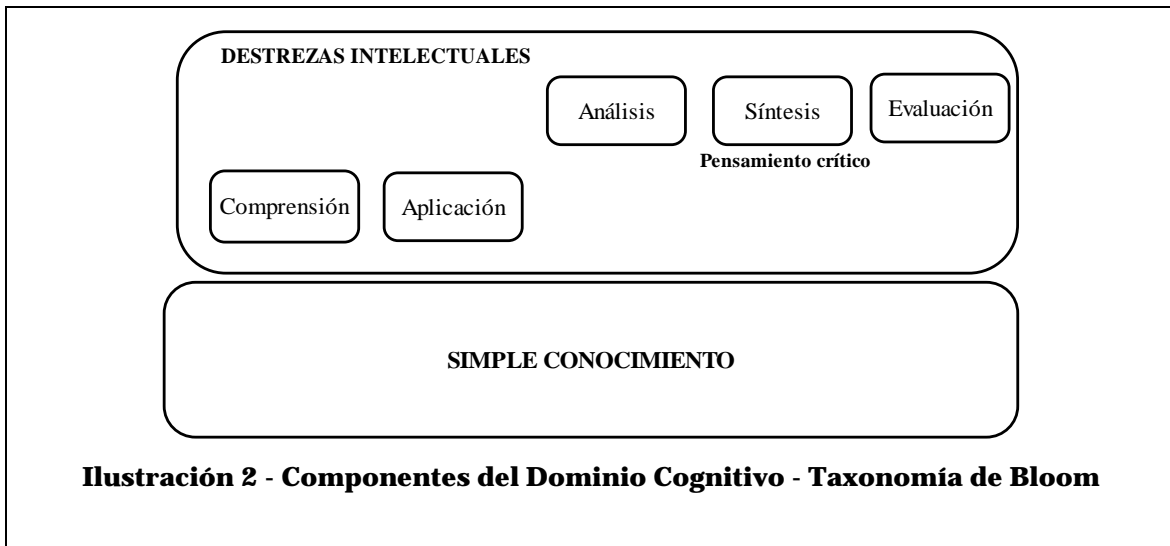 DESTREZAS INTELECTUALES
Análisis Síntesis Evaluación
Pensamiento crítico
Comprensión Aplicación
SIMPLE CONOCIMIENTO
Ilustración 2 - Componentes del Dominio Cognitivo - Taxonomía de Bloom